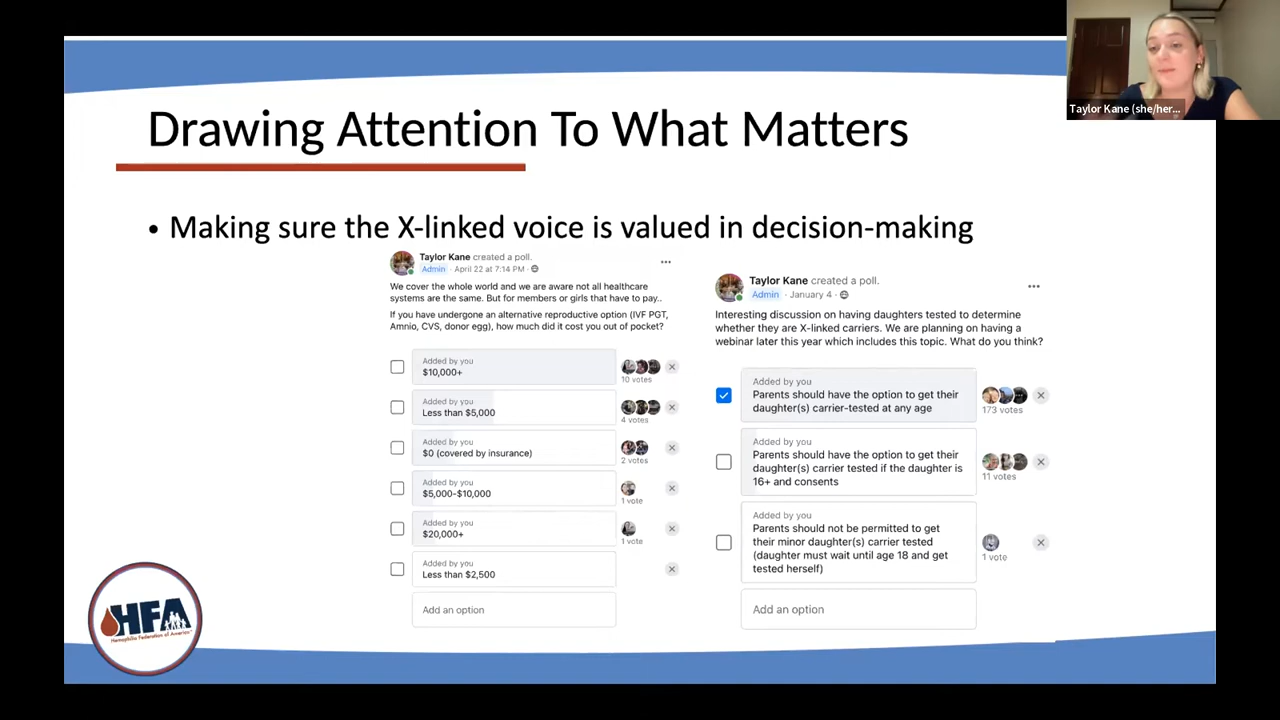 Drawing Attention To What Matters
• Making sure the X-linked voice is valued in decision-making
Taylor Kane created a poll.
Admin · April 22 at 7:14 PM ·
We cover the whole world and we are aware not all healthcare
systems are the same. But for members or girls that have to pay..
If you have undergone an alternative reproductive option (IVF PGT,
Amnio, CVS, donor egg), how much did it cost you out of pocket?
Added by you
$10,000+
10 votes
Added by you
Less than $5,000
4 votes
Added by you
$0 (covered by insurance)
2 votes
Added by you
$5,000-$10,000
1 vote
Added by you
$20,000+
1 vote
Added by you
Less than $2,500
Add an option
Taylor Kane created a poll.
Admin · January 4 ·
Interesting discussion on having daughters tested to determine
whether they are X-linked carriers. We are planning on having a
webinar later this year which includes this topic. What do you think?
Added by you
Parents should have the option to get their
daughter(s) carrier-tested at any age
173 votes
Added by you
Parents should have the option to get their
daughter(s) carrier tested if the daughter is
16+ and consents
11 votes
Added by you
Parents should not be permitted to get
their minor daughter(s) carrier tested
(daughter must wait until age 18 and get
tested herself)
1 vote
Add an option
HFA
Hemophilia Federation of America
Taylor Kane (she/her...